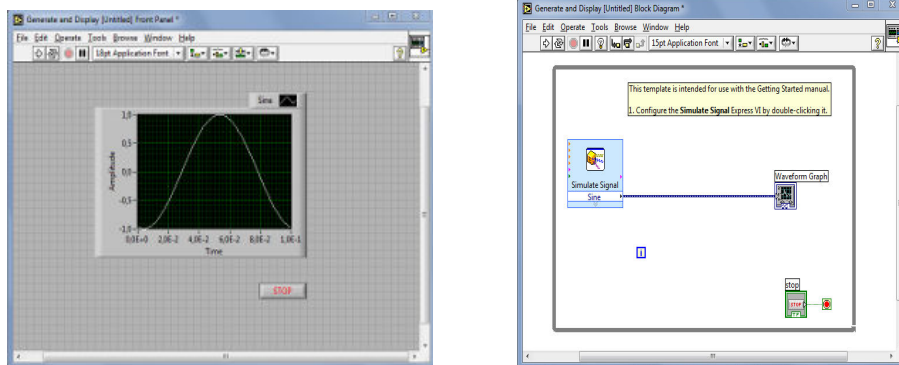 Generate and Display [Untitled] Front Panel *
File Edit Operate Tools Browse Window Help
18pt Application Font
?
Sine
1,0
0,5
0,0
-0,5
-1,0
Amplitude
0,0E+0 2,0E-2 4,0E-2 6,0E-2 8,0E-2 1,0E-1
Time
STOP
Generate and Display [Untitled] Block Diagram *
File Edit Operate Tools Browse Window Help
15pt Application Font
?
This template is intended for use with the Getting Started manual.
1. Configure the Simulate Signal Express VI by double-clicking it.
Simulate Signal
Sine
Waveform Graph
i
stop
STOP
TF